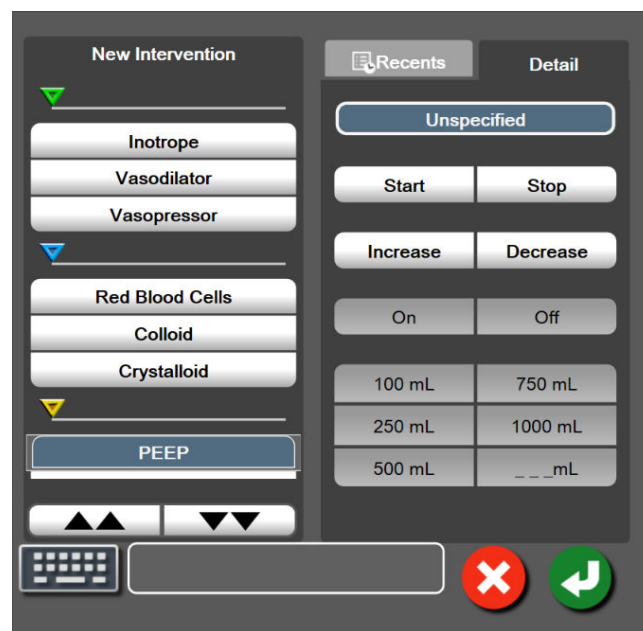 New Intervention
Inotrope
Vasodilator
Vasopressor
Red Blood Cells
Colloid
Crystalloid
PEEP
Recents Detail
Unspecified
Start Stop
Increase Decrease
On Off
100 mL 750 mL
250 mL 1000 mL
500 mL _ _ _mL